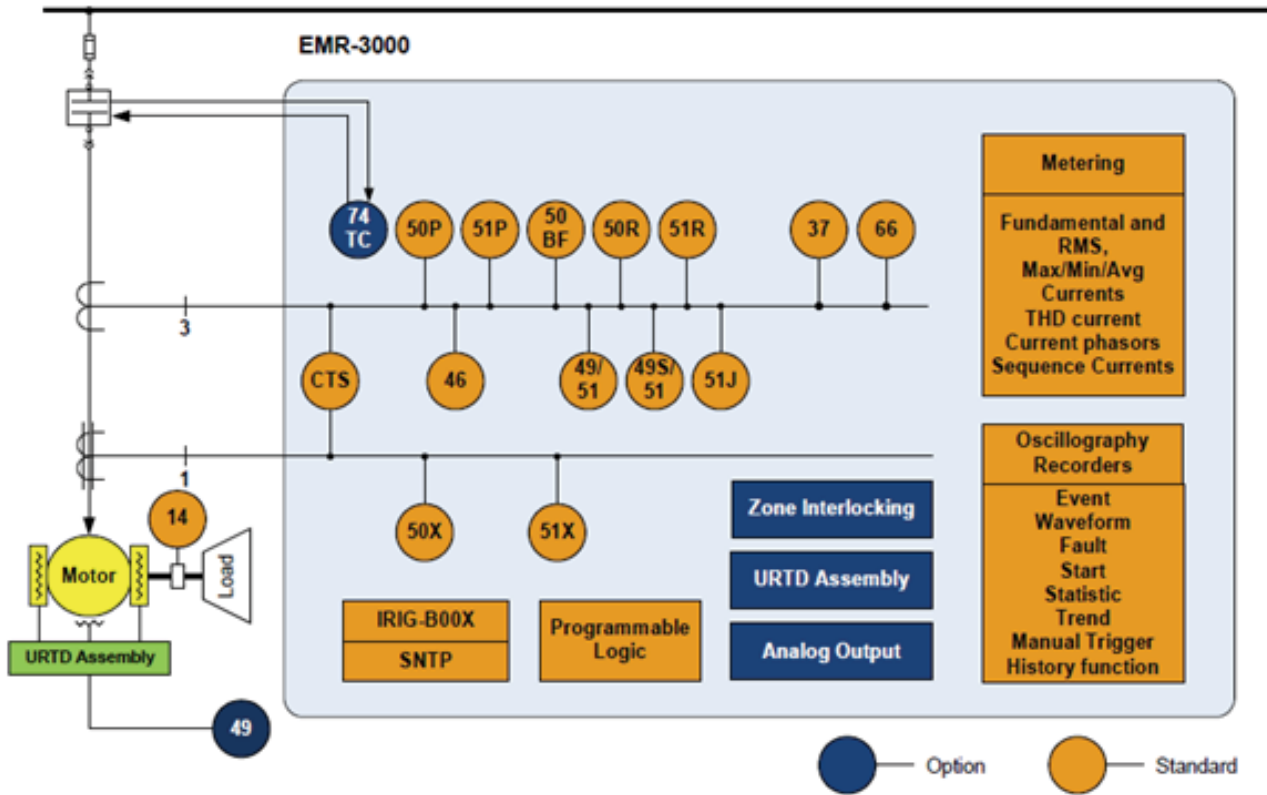 EMR-3000
74
TC
50P
51P
50
BF
50R
51R
37
66
3
CTS
46
49/
51
49S/
51
51J
1
14
50X
51X
Motor
Load
URTD Assembly
49
IRIG-B00X
SNTP
Programmable
Logic
Zone Interlocking
URTD Assembly
Analog Output
Metering
Fundamental and
RMS,
Max/Min/Avg
Currents
THD current
Current phasors
Sequence Currents
Oscillography
Recorders
Event
Waveform
Fault
Start
Statistic
Trend
Manual Trigger
History function
Option
Standard